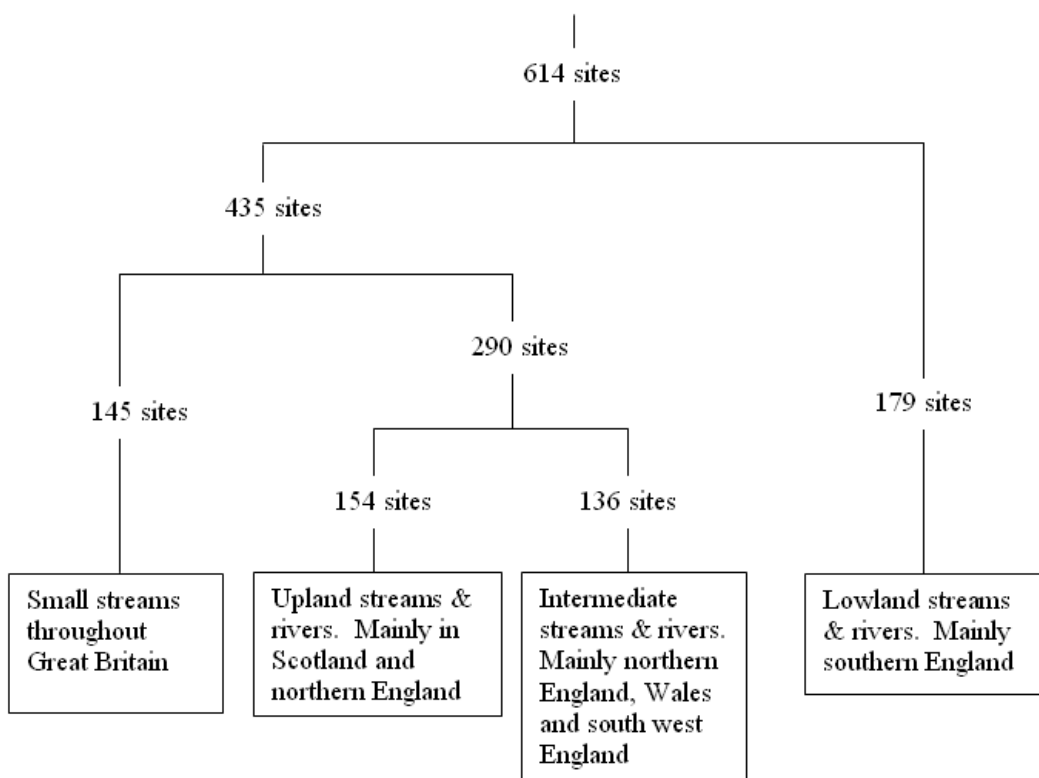 614 sites
435 sites
290 sites
145 sites
179 sites
154 sites
136 sites
Small streams
throughout
Great Britain
Upland streams &
rivers.  Mainly in
Scotland and
northern England
Intermediate
streams & rivers.
Mainly northern
England, Wales
and south west
England
Lowland streams
& rivers.  Mainly
southern England